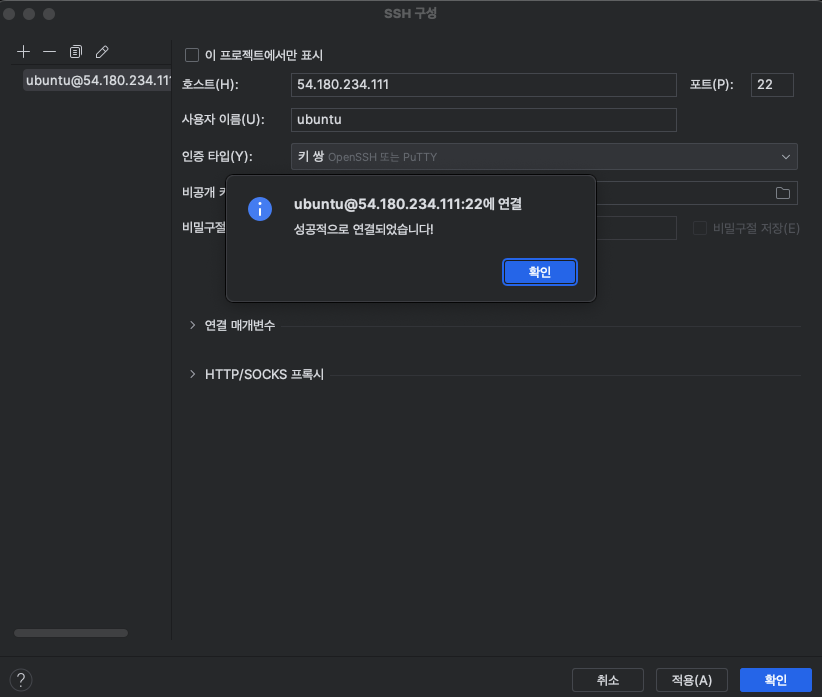 SSH 구성
ubuntu@54.180.234.11
이 프로젝트에서만 표시
호스트(H): 54.180.234.111 포트(P): 22
사용자 이름(U): ubuntu
인증 타입(Y): 키 쌍 OpenSSH 또는 PuTTY
비공개
비밀구절 비밀구절 저장(E)
ubuntu@54.180.234.111:22에 연결
성공적으로 연결되었습니다!
확인
연결 매개변수
HTTP/SOCKS 프록시
? 취소 적용(A) 확인